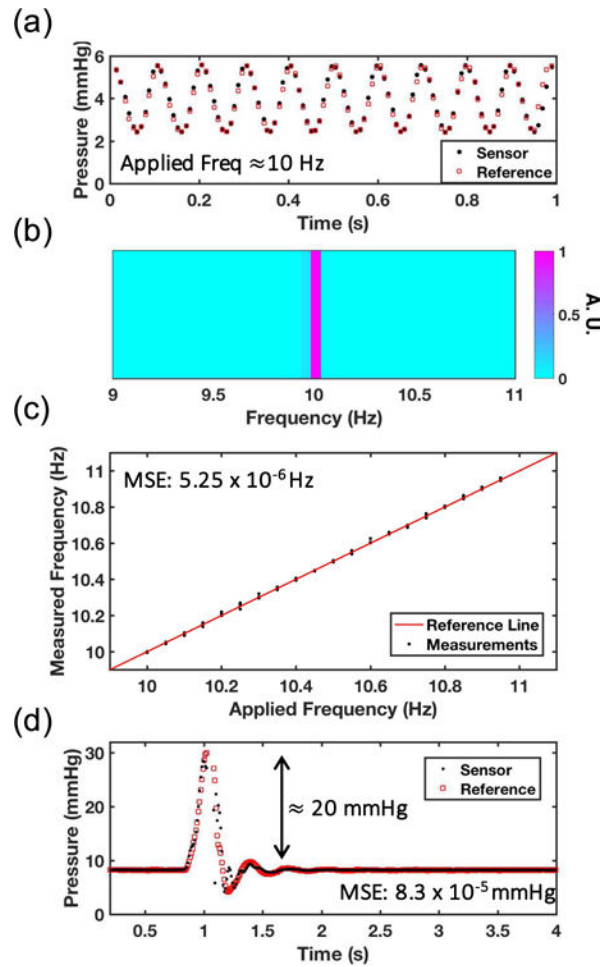 (a)
6
4
2
0
Pressure (mmHg)
Applied Freq ≈10 Hz
Sensor
Reference
0 0.2 0.4 0.6 0.8 1
Time (s)
(b)
1
0.5
0
A. U.
9 9.5 10 10.5 11
Frequency (Hz)
(c)
MSE: 5.25 x 10⁻⁶ Hz
11
10.8
10.6
10.4
10.2
10
Measured Frequency (Hz)
Reference Line
Measurements
10 10.2 10.4 10.6 10.8 11
Applied Frequency (Hz)
(d)
30
20
10
0
Pressure (mmHg)
Sensor
Reference
≈ 20 mmHg
MSE: 8.3 x 10⁻⁵ mmHg
0.5 1 1.5 2 2.5 3 3.5 4
Time (s)